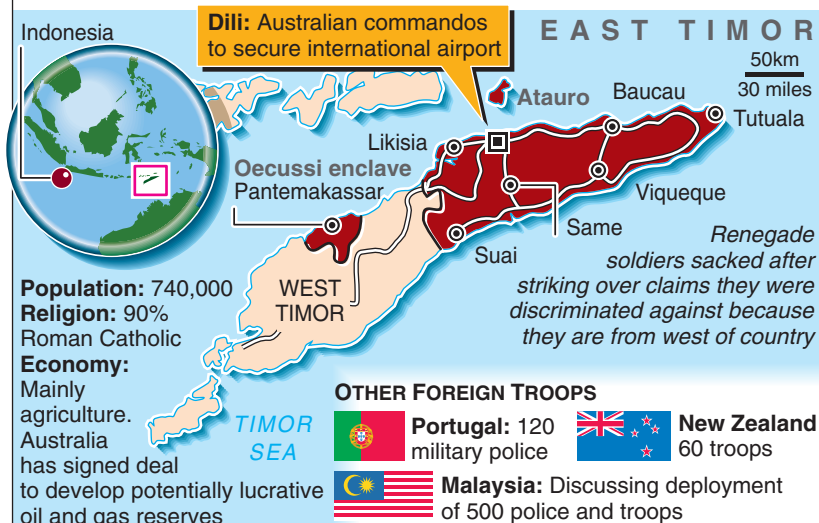 EAST TIMOR
Indonesia
Dili: Australian commandos
to secure international airport
50km
30 miles
Atauro
Baucau
Tutuala
Likisia
Oecussi enclave
Pantemakassar
Viqueque
Same
Suai
WEST
TIMOR
Renegade
soldiers sacked after
striking over claims they were
discriminated against because
they are from west of country
Population: 740,000
Religion: 90%
Roman Catholic
Economy:
Mainly
agriculture.
Australia
has signed deal
to develop potentially lucrative
oil and gas reserves
TIMOR
SEA
OTHER FOREIGN TROOPS
Portugal: 120
military police
New Zealand
60 troops
Malaysia: Discussing deployment
of 500 police and troops